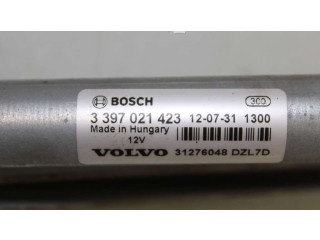 BOSCH 300
3 397 021 423 12-07-31 1300
Made in Hungary
12V
VOLVO 31276048 DZL7D